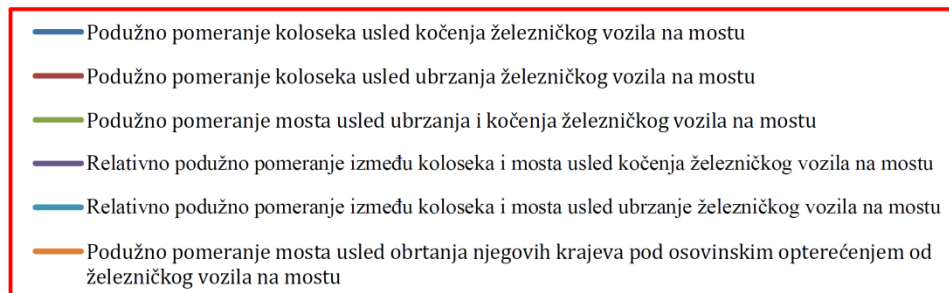 Podužno pomeranje koloseka usled kočenja železničkog vozila na mostu
Podužno pomeranje koloseka usled ubrzanja železničkog vozila na mostu
Podužno pomeranje mosta usled ubrzanja i kočenja železničkog vozila na mostu
Relativno podužno pomeranje između koloseka i mosta usled kočenja železničkog vozila na mostu
Relativno podužno pomeranje između koloseka i mosta usled ubrzanje železničkog vozila na mostu
Podužno pomeranje mosta usled obrtanja njegovih krajeva pod osovinskim opterećenjem od
železničkog vozila na mostu